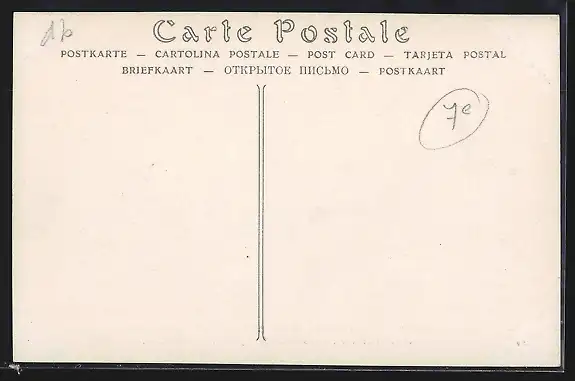 Carte Postale
POSTKARTE — CARTOLINA POSTALE — POST CARD — TARJETA POSTAL
BRIEFKAART — ОТКРЫТОЕ ПИСЬМО — POSTKAART
7e